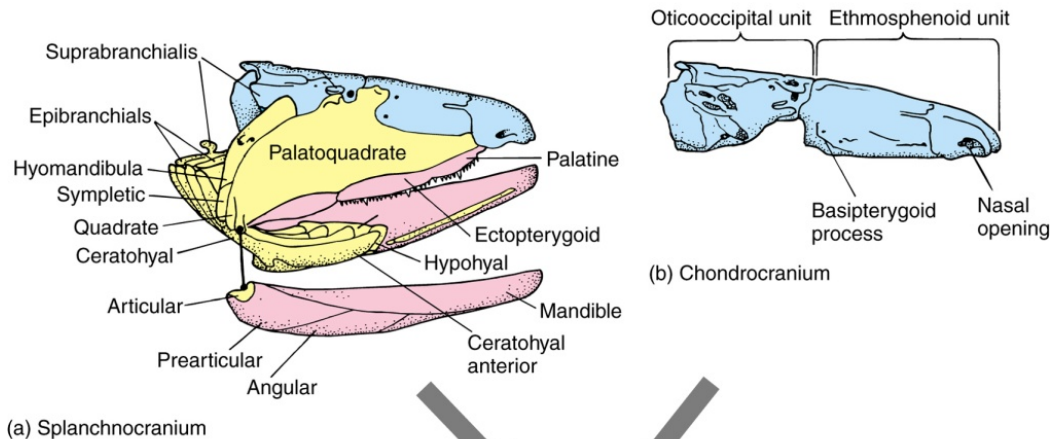 Suprabranchialis
Epibranchials
Hyomandibula
Sympletic
Quadrate
Ceratohyal
Articular
Prearticular
Angular
Palatoquadrate
Palatine
Ectopterygoid
Hypohyal
Mandible
Ceratohyal
anterior
(a) Splanchnocranium
Oticooccipital unit
Ethmosphenoid unit
Basipterygoid
process
Nasal
opening
(b) Chondrocranium